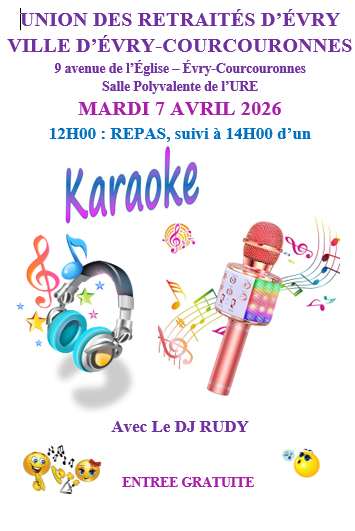 UNION DES RETRAITÉS D’ÉVRY
VILLE D’ÉVRY-COURCOURONNES
9 avenue de l’Église – Évry-Courcouronnes
Salle Polyvalente de l’URE
MARDI 7 AVRIL 2026
12H00 : REPAS, suivi à 14H00 d’un
Karaoke
Avec Le DJ RUDY
ENTREE GRATUITE